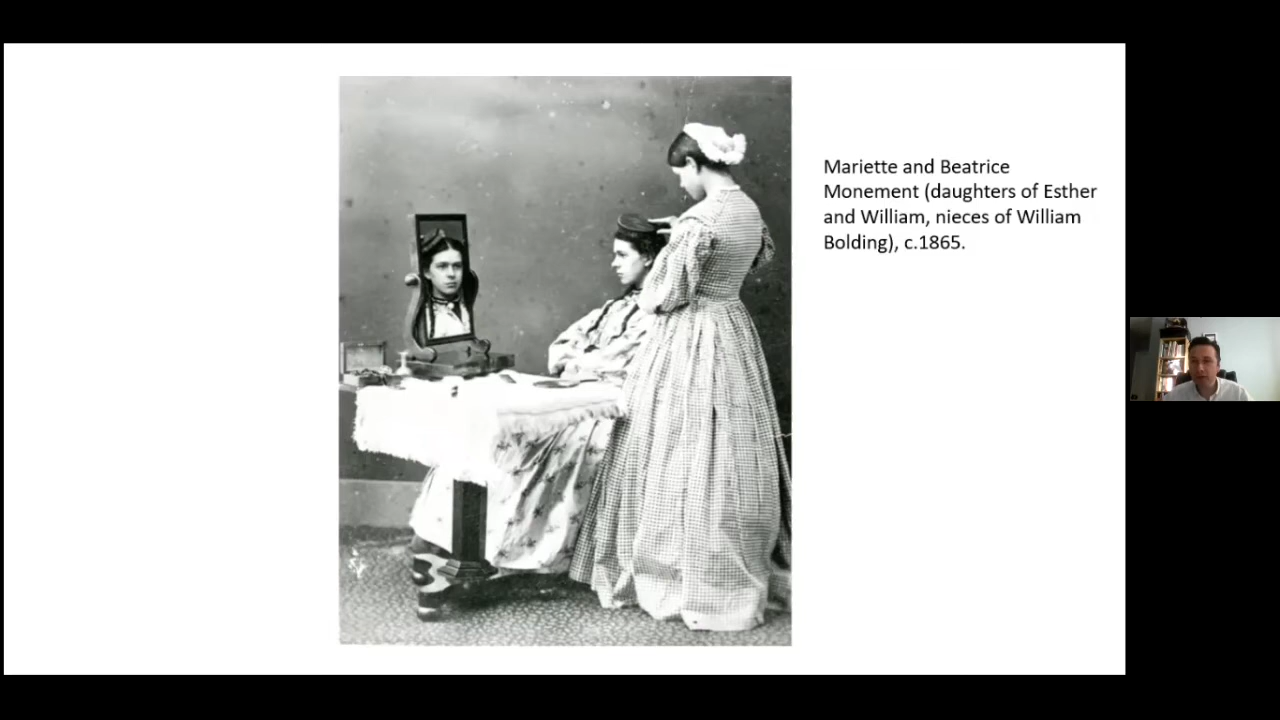 Mariette and Beatrice
Monement (daughters of Esther
and William, nieces of William
Bolding), c.1865.